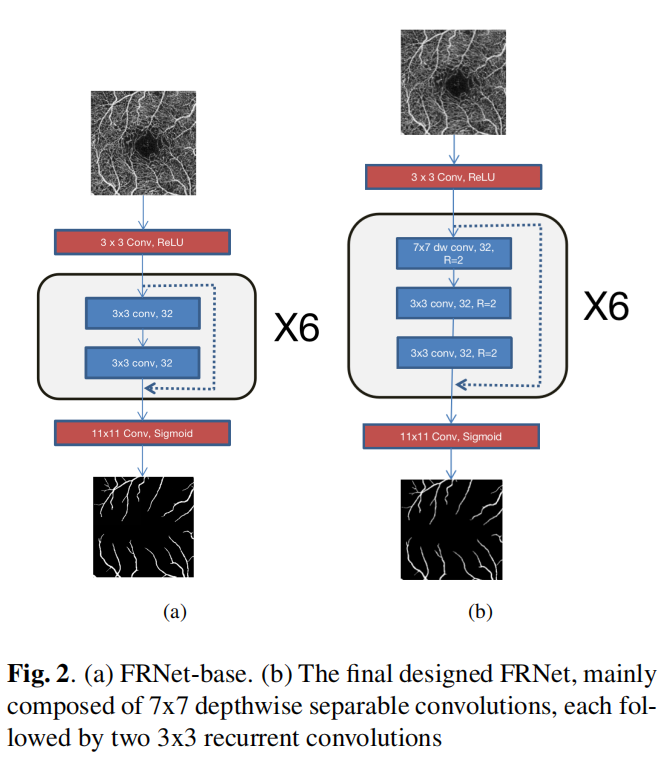 3 x 3 Conv, ReLU
3x3 conv, 32
3x3 conv, 32
X6
11x11 Conv, Sigmoid
(a)
3 x 3 Conv, ReLU
7x7 dw conv, 32,
R=2
3x3 conv, 32, R=2
3x3 conv, 32, R=2
X6
11x11 Conv, Sigmoid
(b)
Fig. 2. (a) FRNet-base. (b) The final designed FRNet, mainly
composed of 7x7 depthwise separable convolutions, each fol-
lowed by two 3x3 recurrent convolutions